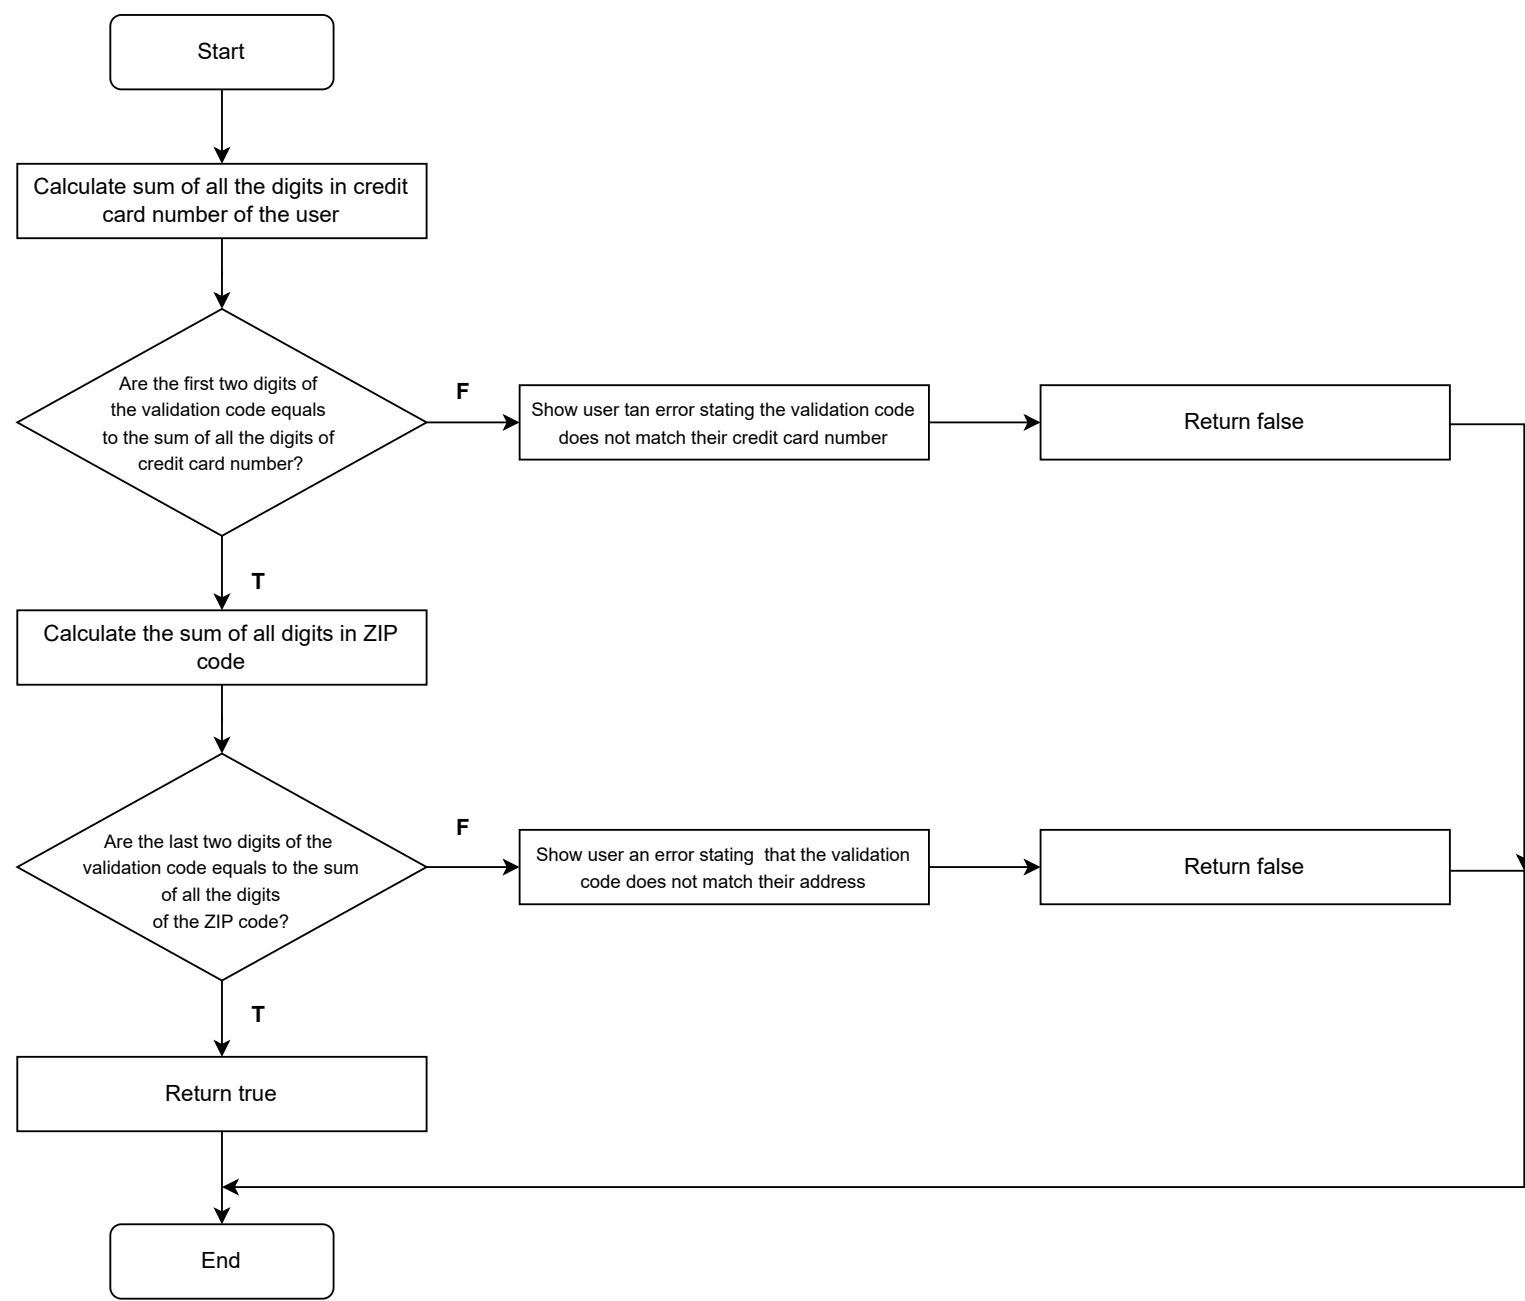 Start
Calculate sum of all the digits in credit
card number of the user
Are the first two digits of
the validation code equals
to the sum of all the digits of
credit card number?
F
Show user tan error stating the validation code
does not match their credit card number
Return false
T
Calculate the sum of all digits in ZIP
code
Are the last two digits of the
validation code equals to the sum
of all the digits
of the ZIP code?
F
Show user an error stating  that the validation
code does not match their address
Return false
T
Return true
End